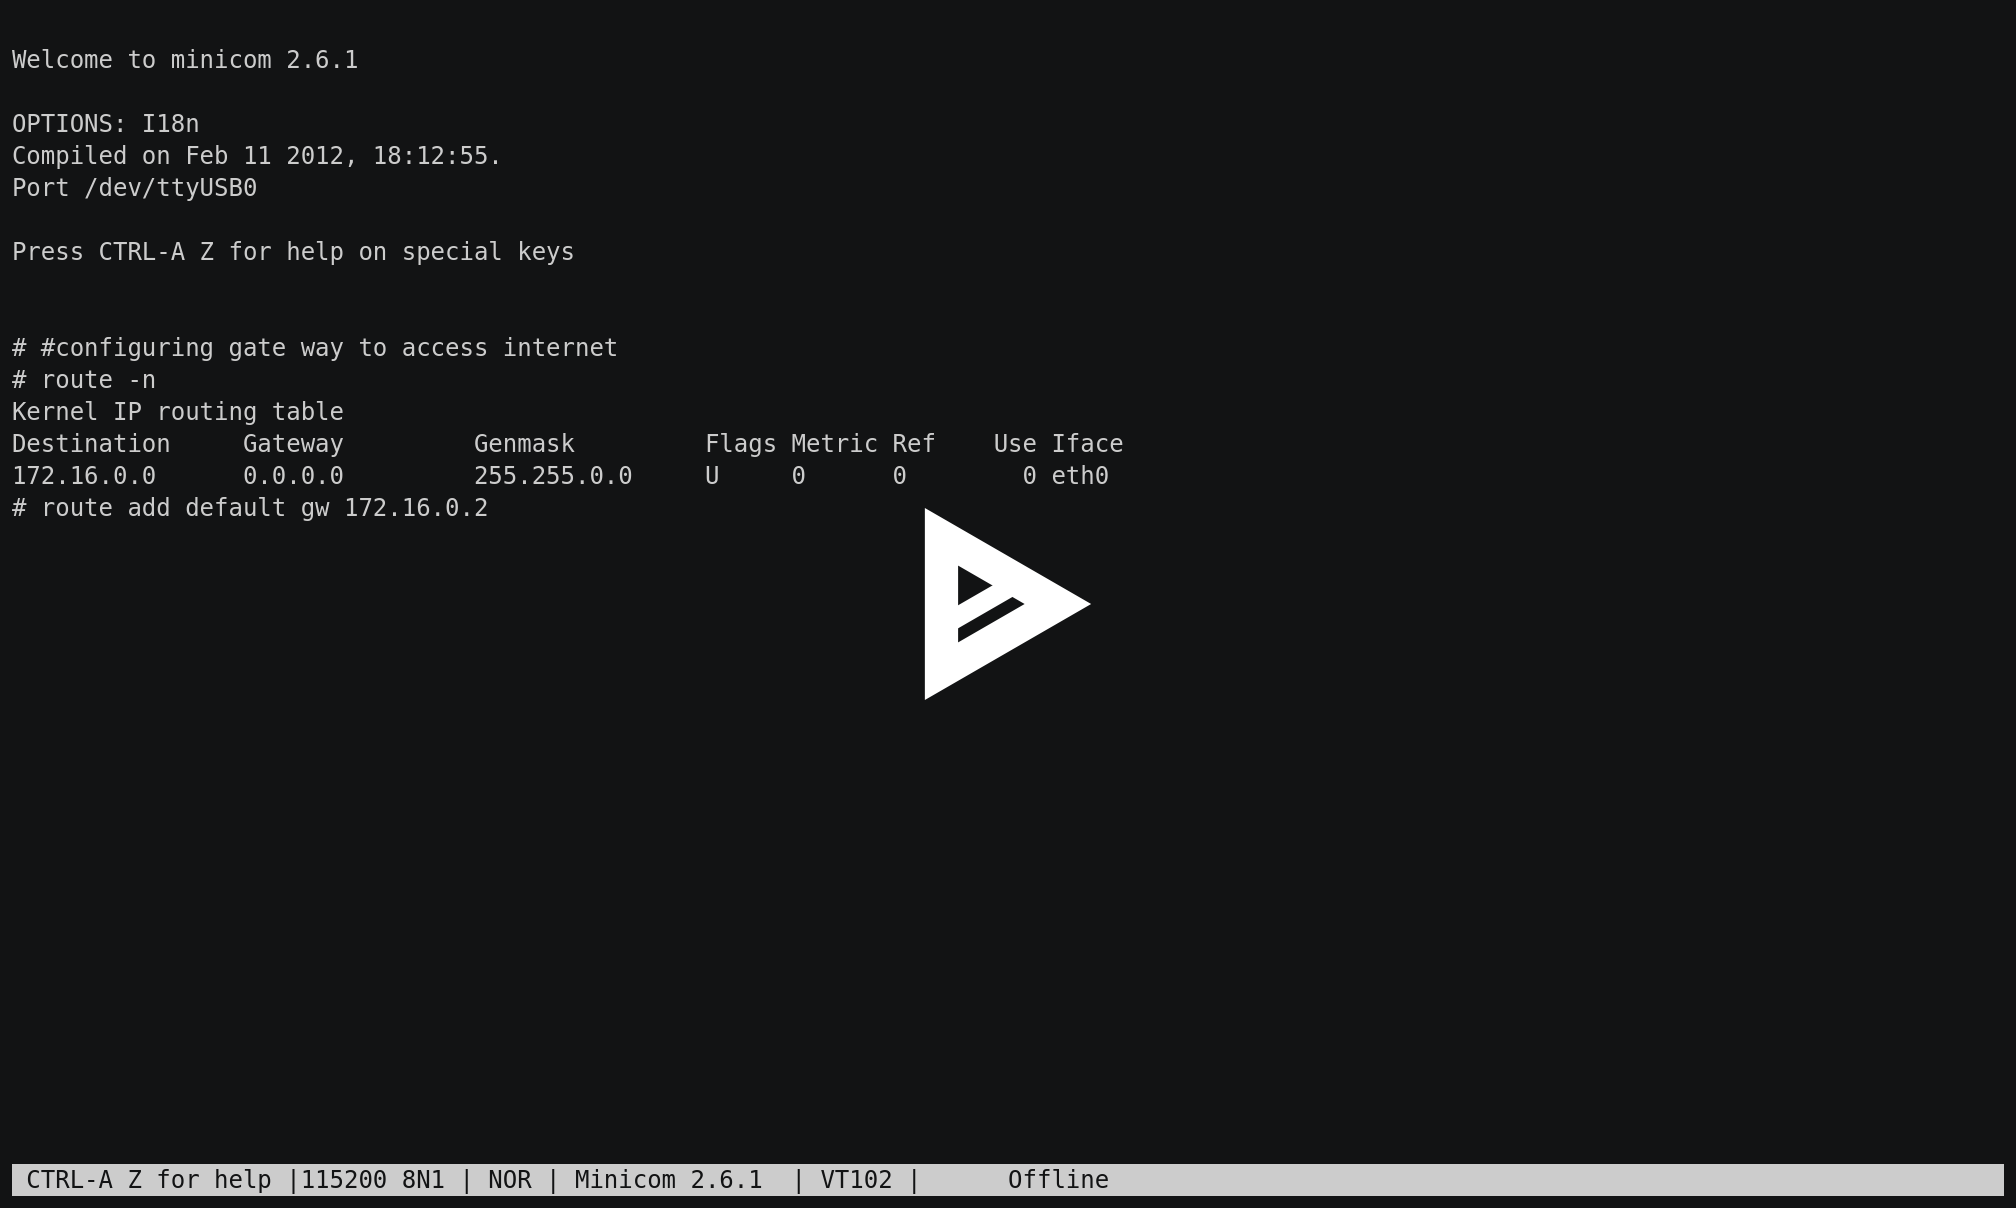 Welcome to minicom 2.6.1
OPTIONS: I18n
Compiled on Feb 11 2012, 18:12:55.
Port /dev/ttyUSB0
Press CTRL-A Z for help on special keys
# #configuring gate way to access internet
# route -n
Kernel IP routing table
Destination     Gateway         Genmask         Flags Metric Ref    Use Iface
172.16.0.0      0.0.0.0         255.255.0.0     U     0      0        0 eth0
# route add default gw 172.16.0.2
CTRL-A Z for help |115200 8N1 | NOR | Minicom 2.6.1  | VT102 |      Offline